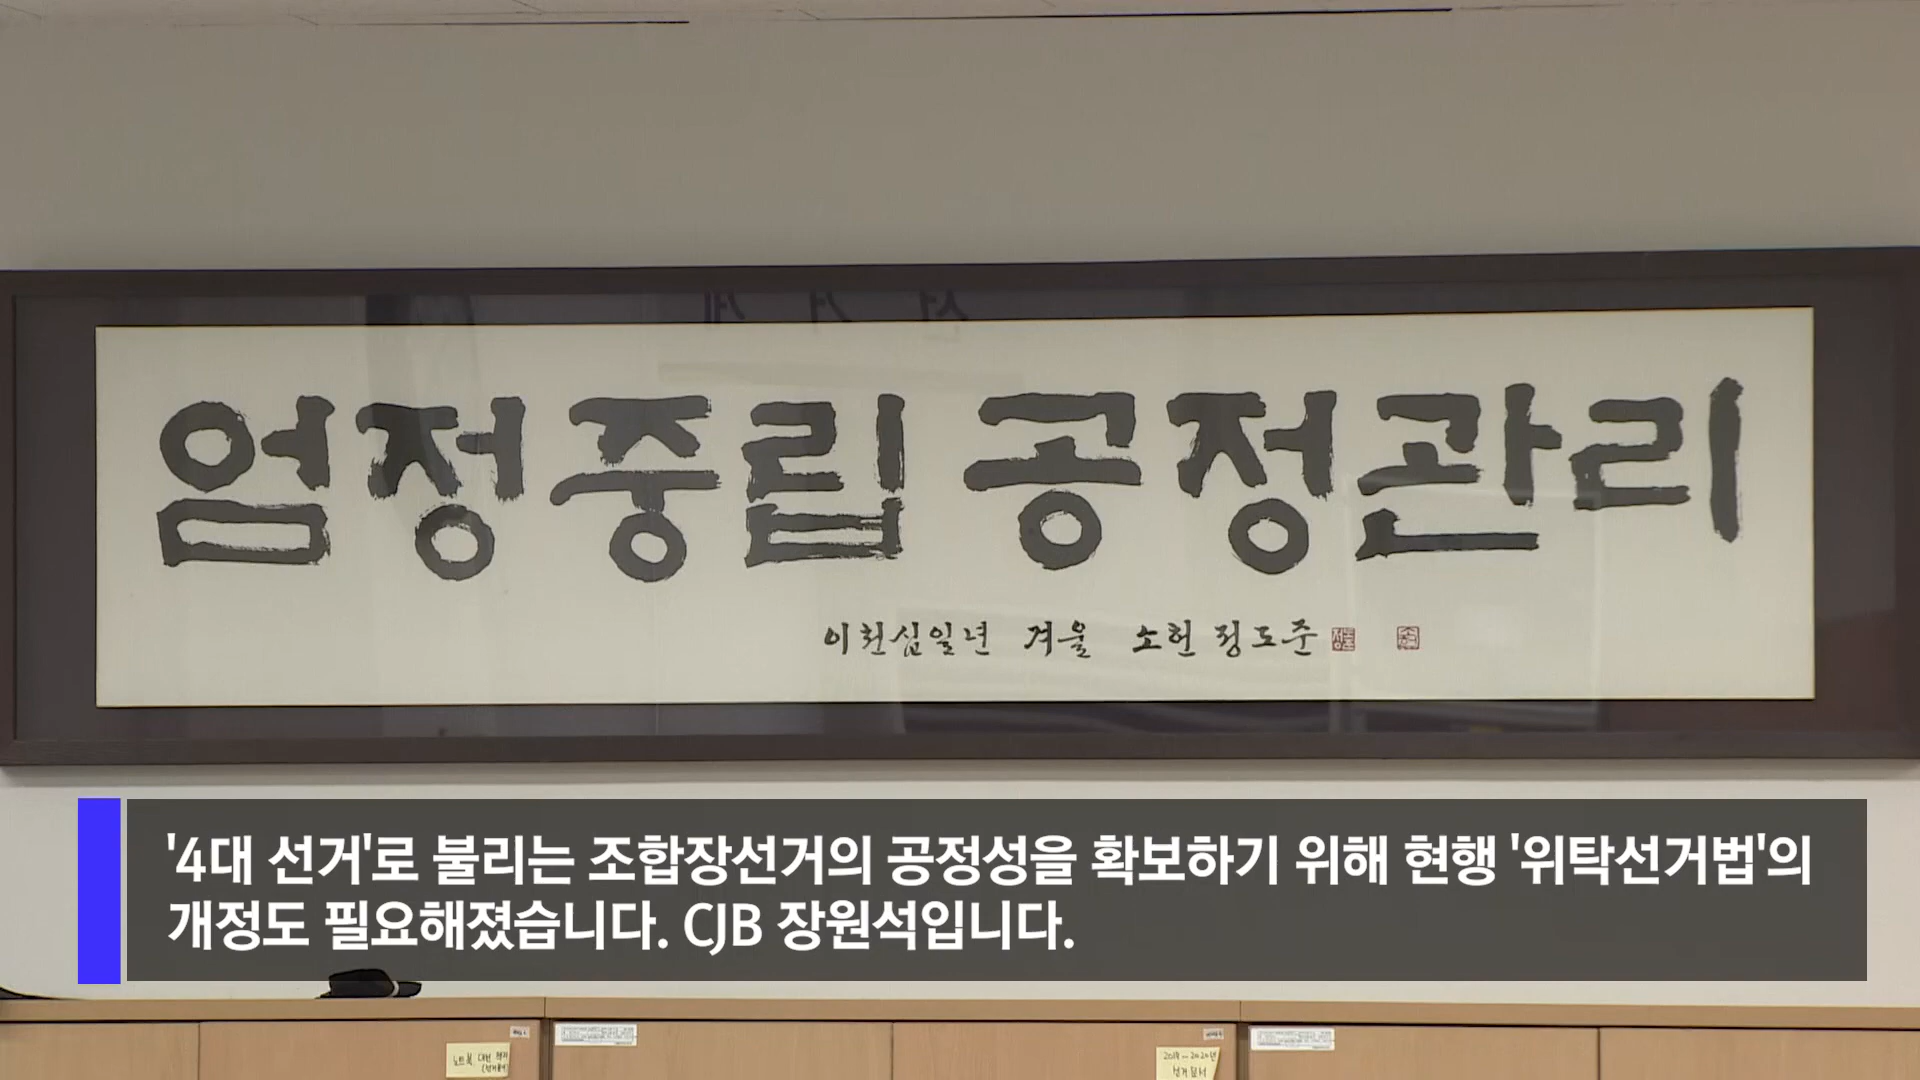 엄정중립 공정관리
이천십일년 겨울 소헌 정도준
'4대 선거'로 불리는 조합장선거의 공정성을 확보하기 위해 현행 '위탁선거법'의
개정도 필요해졌습니다. CJB 장원석입니다.